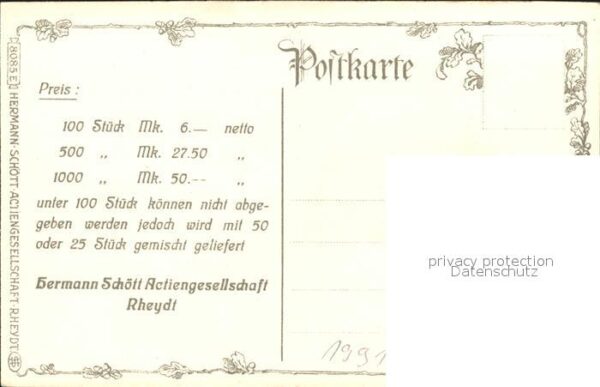 Postkarte
Preis :
100 Stück Mk. 6.— netto
500 „ Mk. 27.50 „
1000 „ Mk. 50.-- „
unter 100 Stück können nicht abge-
geben werden jedoch wird mit 50
oder 25 Stück gemischt geliefert
Hermann Schött Actiengesellschaft
Rheydt
8085 E HERMANN·SCHÖTT·ACTIENGESELLSCHAFT·RHEYDT
privacy protection
Datenschutz
1991